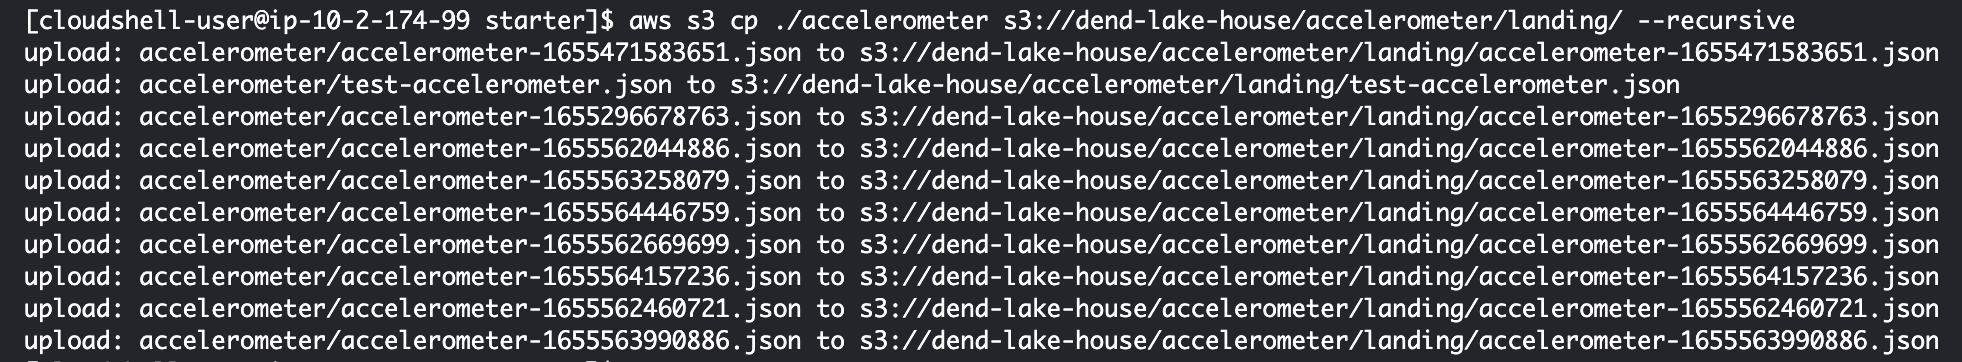 [cloudshell-user@ip-10-2-174-99 starter]$ aws s3 cp ./accelerometer s3://dend-lake-house/accelerometer/landing/ --recursive
upload: accelerometer/accelerometer-1655471583651.json to s3://dend-lake-house/accelerometer/landing/accelerometer-1655471583651.json
upload: accelerometer/test-accelerometer.json to s3://dend-lake-house/accelerometer/landing/test-accelerometer.json
upload: accelerometer/accelerometer-1655296678763.json to s3://dend-lake-house/accelerometer/landing/accelerometer-1655296678763.json
upload: accelerometer/accelerometer-1655562044886.json to s3://dend-lake-house/accelerometer/landing/accelerometer-1655562044886.json
upload: accelerometer/accelerometer-1655563258079.json to s3://dend-lake-house/accelerometer/landing/accelerometer-1655563258079.json
upload: accelerometer/accelerometer-1655564446759.json to s3://dend-lake-house/accelerometer/landing/accelerometer-1655564446759.json
upload: accelerometer/accelerometer-1655562669699.json to s3://dend-lake-house/accelerometer/landing/accelerometer-1655562669699.json
upload: accelerometer/accelerometer-1655564157236.json to s3://dend-lake-house/accelerometer/landing/accelerometer-1655564157236.json
upload: accelerometer/accelerometer-1655562460721.json to s3://dend-lake-house/accelerometer/landing/accelerometer-1655562460721.json
upload: accelerometer/accelerometer-1655563990886.json to s3://dend-lake-house/accelerometer/landing/accelerometer-1655563990886.json